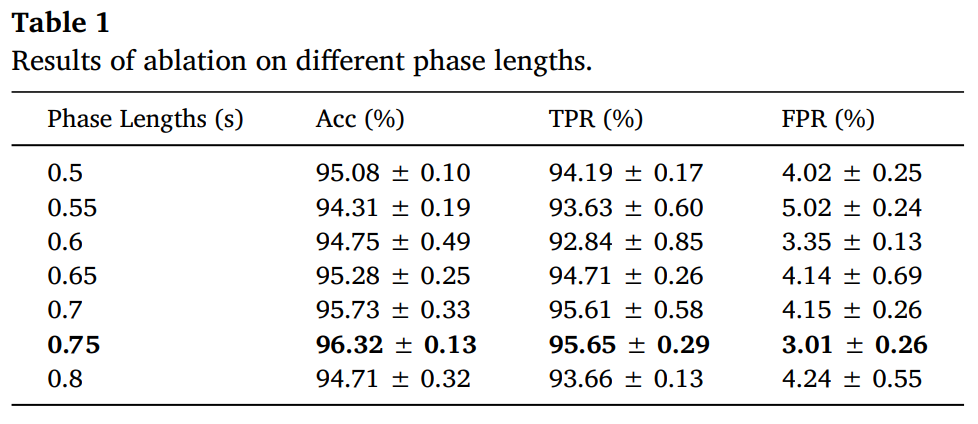 Table 1
Results of ablation on different phase lengths.
Phase Lengths (s) Acc (%) TPR (%) FPR (%)
0.5 95.08 ± 0.10 94.19 ± 0.17 4.02 ± 0.25
0.55 94.31 ± 0.19 93.63 ± 0.60 5.02 ± 0.24
0.6 94.75 ± 0.49 92.84 ± 0.85 3.35 ± 0.13
0.65 95.28 ± 0.25 94.71 ± 0.26 4.14 ± 0.69
0.7 95.73 ± 0.33 95.61 ± 0.58 4.15 ± 0.26
0.75 96.32 ± 0.13 95.65 ± 0.29 3.01 ± 0.26
0.8 94.71 ± 0.32 93.66 ± 0.13 4.24 ± 0.55